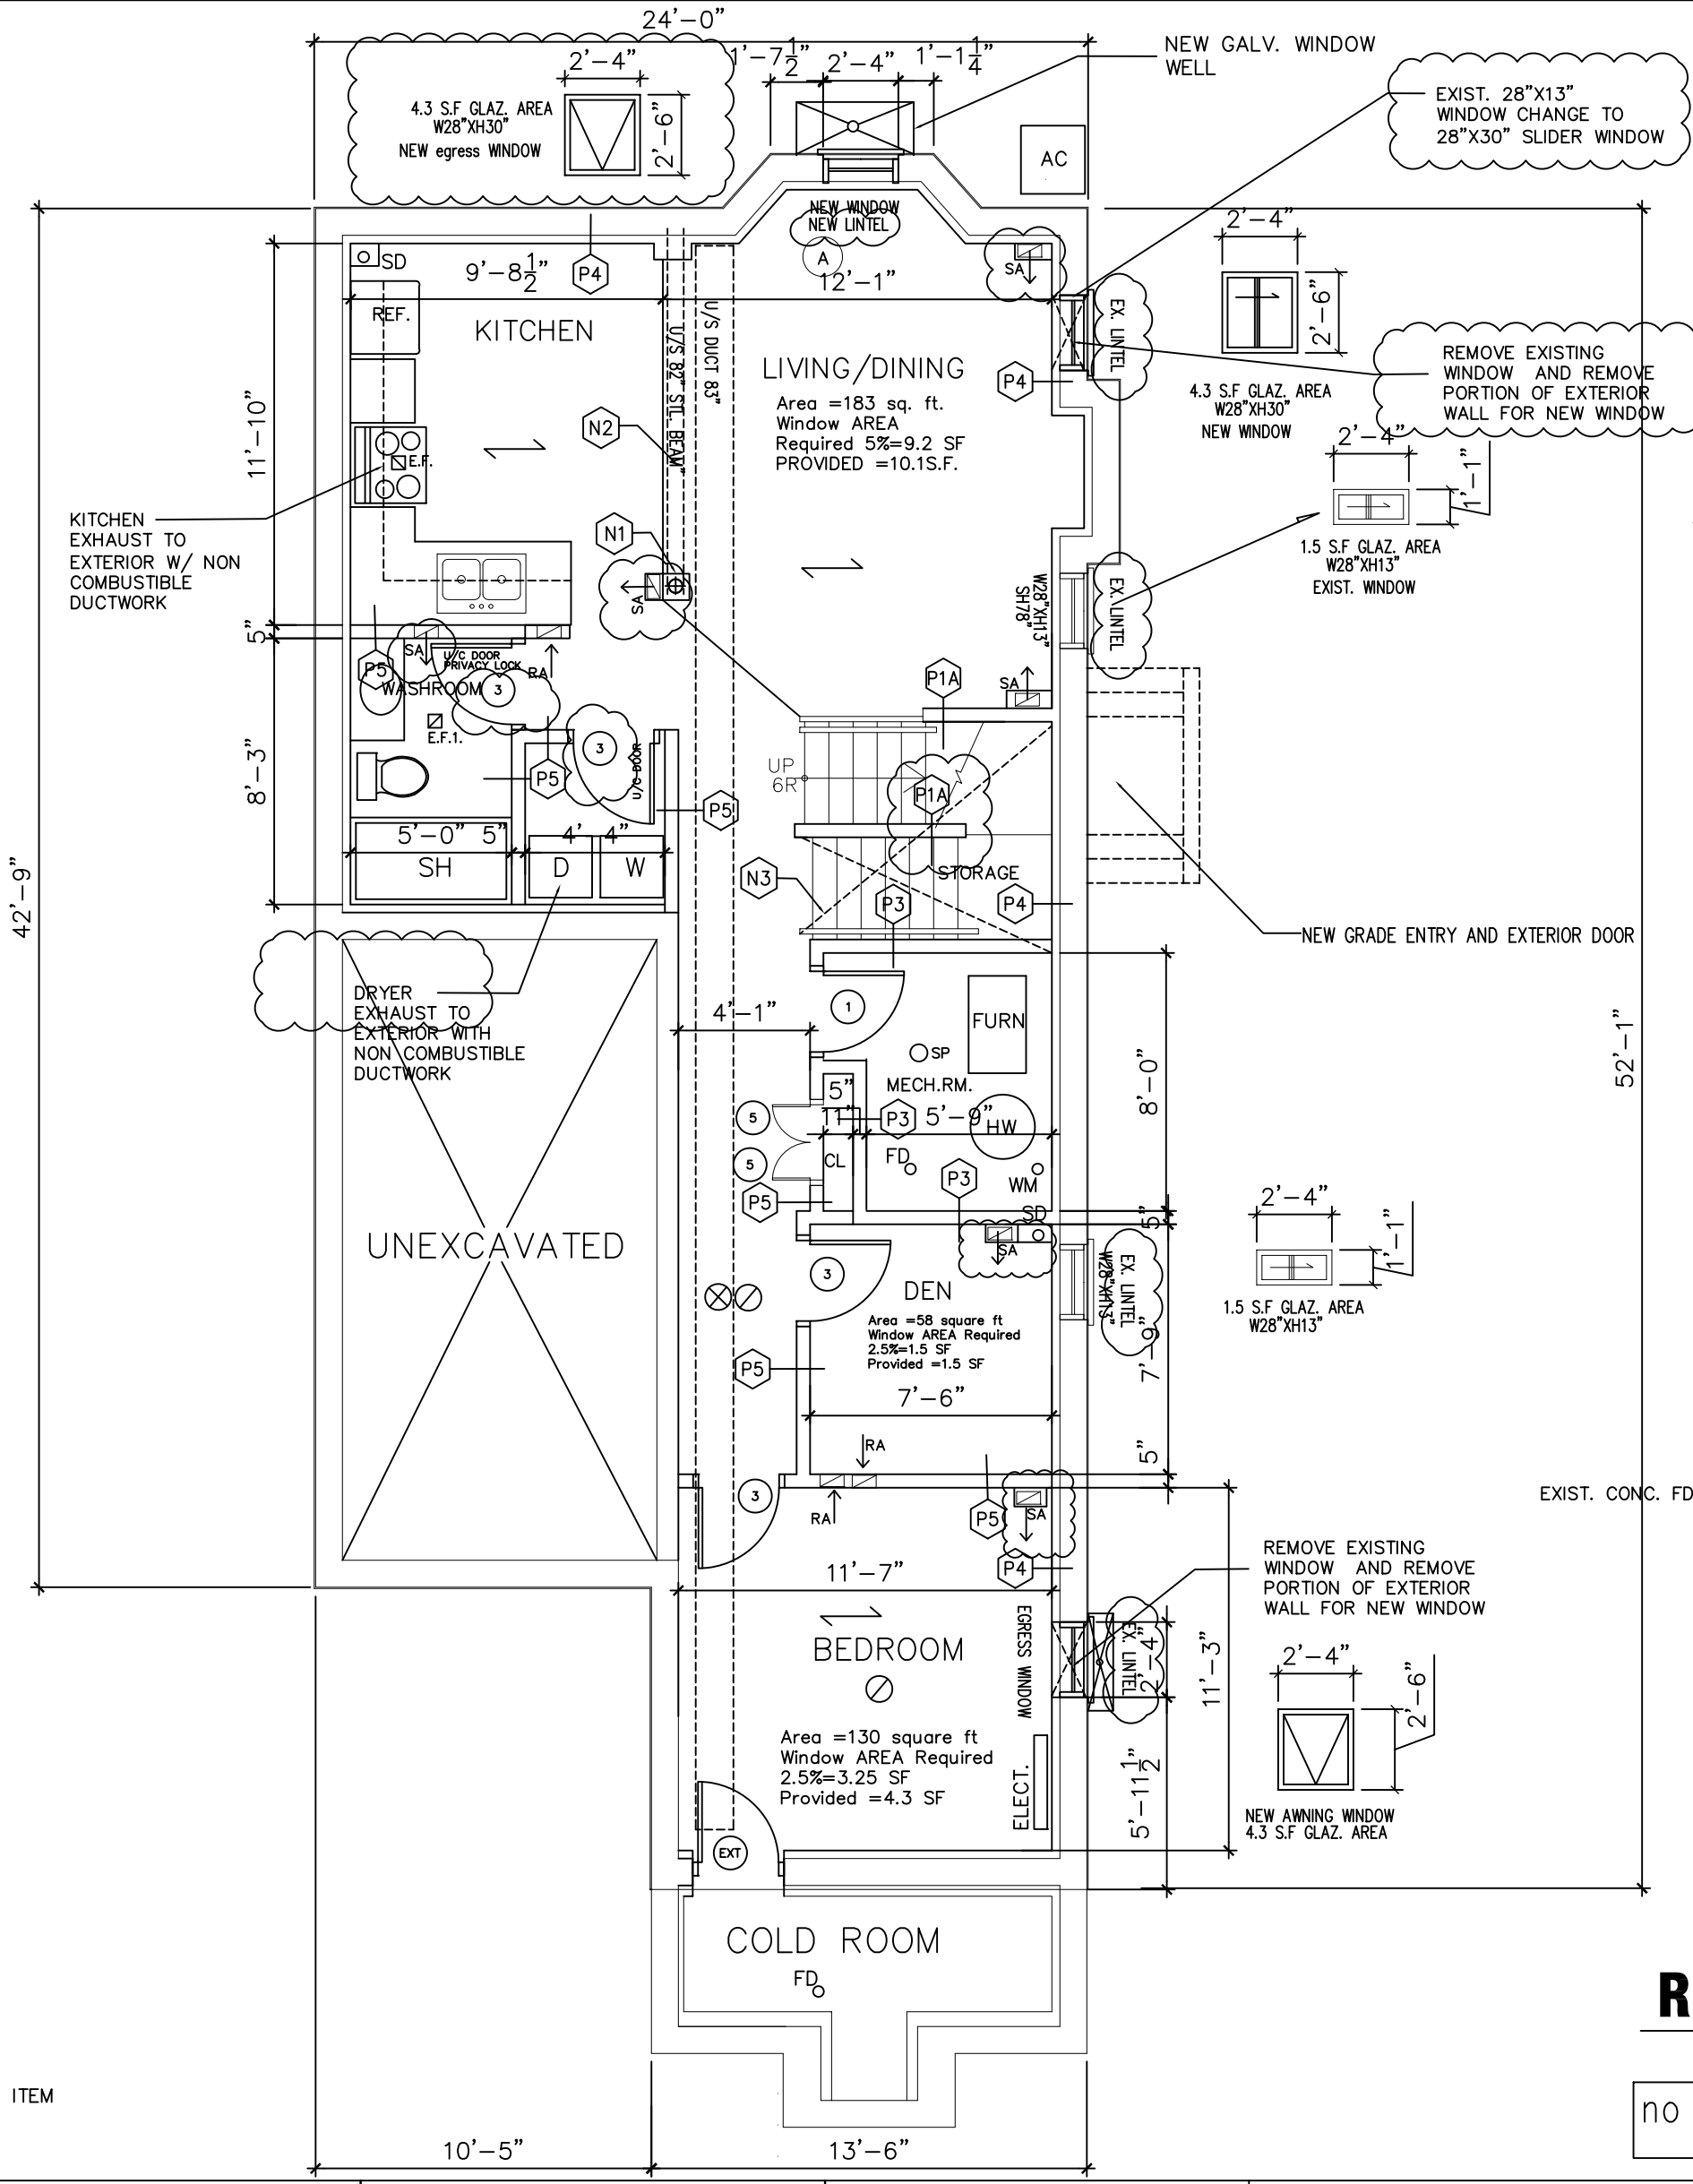 24'-0"
2'-4"
4.3 S.F GLAZ. AREA
W28"XH30"
NEW egress WINDOW
2'-6"
1'-7 1/2"
2'-4"
1'-1 1/4"
NEW GALV. WINDOW
WELL
EXIST. 28"X13"
WINDOW CHANGE TO
28"X30" SLIDER WINDOW
AC
NEW WINDOW
NEW LINTEL
A
SD
9'-8 1/2"
P4
12'-1"
SA
EX. LINTEL
2'-4"
2'-6"
4.3 S.F GLAZ. AREA
W28"XH30"
NEW WINDOW
REMOVE EXISTING
WINDOW AND REMOVE
PORTION OF EXTERIOR
WALL FOR NEW WINDOW
REF.
KITCHEN
U/S 82" STL. BEAM"
U/S DUCT 83"
LIVING/DINING
Area =183 sq. ft.
Window AREA
Required 5%=9.2 SF
PROVIDED =10.1S.F.
P4
N2
E.F.
11'-10"
2'-4"
1'-1"
1.5 S.F GLAZ. AREA
W28"XH13"
EXIST. WINDOW
KITCHEN
EXHAUST TO
EXTERIOR W/ NON
COMBUSTIBLE
DUCTWORK
N1
SA
W28"XH13"
SH78"
EX. LINTEL
5"
SA
U/C DOOR
PRIVACY LOCK
RA
P5
WASHROOM
3
E.F.1.
P1A
SA
3
U/C DOOR
P5
P5
UP
6R
P1A
8'-3"
5'-0"
5"
4'-4"
SH
D
W
N3
STORAGE
P3
P4
NEW GRADE ENTRY AND EXTERIOR DOOR
42'-9"
DRYER
EXHAUST TO
EXTERIOR WITH
NON COMBUSTIBLE
DUCTWORK
4'-1"
1
FURN
SP
MECH.RM.
8'-0"
52'-1"
5"
11"
P3
5'-9"
HW
5
5
CL
FD
P3
WM
P5
SD
5"
SA
UNEXCAVATED
3
DEN
Area =58 square ft
Window AREA Required
2.5%=1.5 SF
Provided =1.5 SF
W28"XH13"
EX. LINTEL
7'-9"
2'-4"
1'-1"
1.5 S.F GLAZ. AREA
W28"XH13"
P5
7'-6"
RA
5"
3
RA
P5
SA
EXIST. CONC. FD
P4
11'-7"
REMOVE EXISTING
WINDOW AND REMOVE
PORTION OF EXTERIOR
WALL FOR NEW WINDOW
BEDROOM
EGRESS WINDOW
EX. LINTEL
2'-4"
11'-3"
2'-4"
2'-6"
NEW AWNING WINDOW
4.3 S.F GLAZ. AREA
Area =130 square ft
Window AREA Required
2.5%=3.25 SF
Provided =4.3 SF
ELECT.
5'-11 1/2"
EXT
COLD ROOM
FD
R
ITEM
no
10'-5"
13'-6"